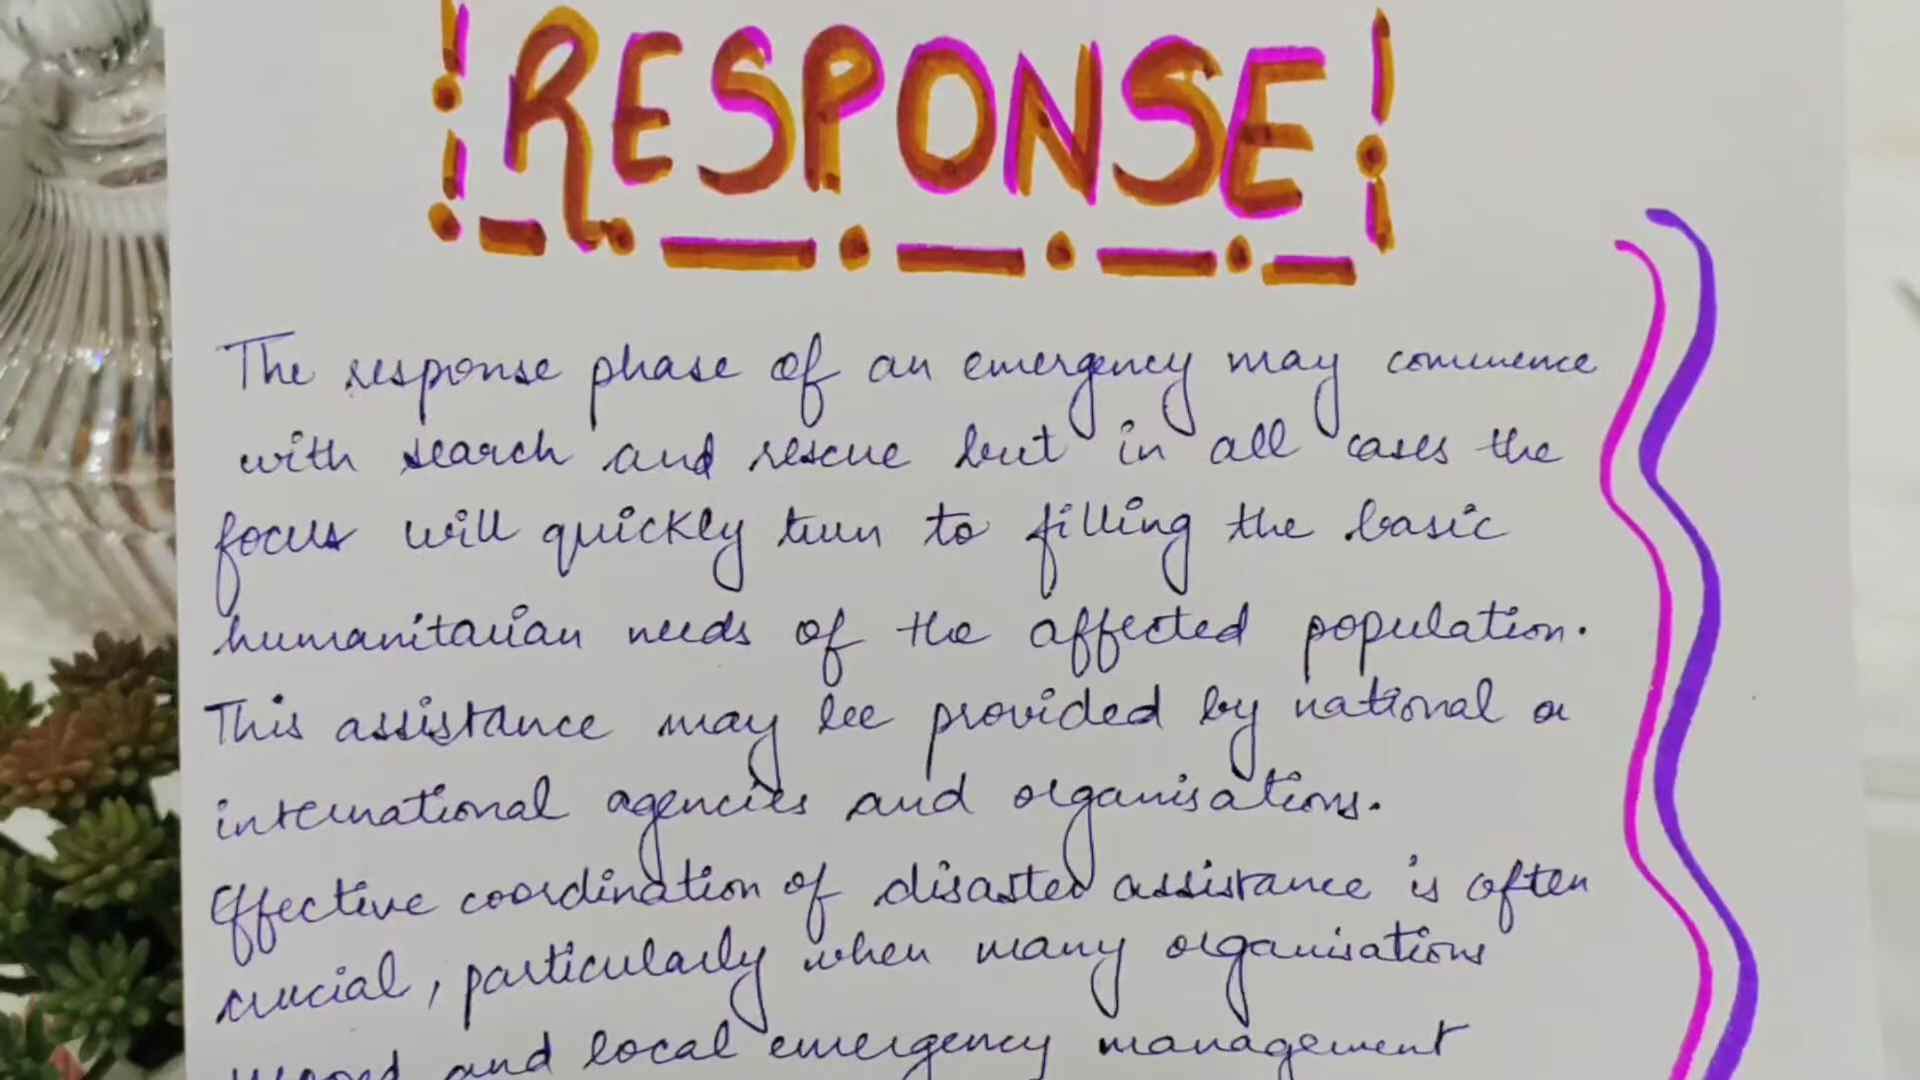 RESPONSE
The response phase of an emergency may commence
with search and rescue but in all cases the
focus will quickly turn to filling the basic
humanitarian needs of the affected population.
This assistance may be provided by national or
international agencies and organisations.
Effective coordination of disaster assistance is often
crucial, particularly when many organisations
and local emergency management